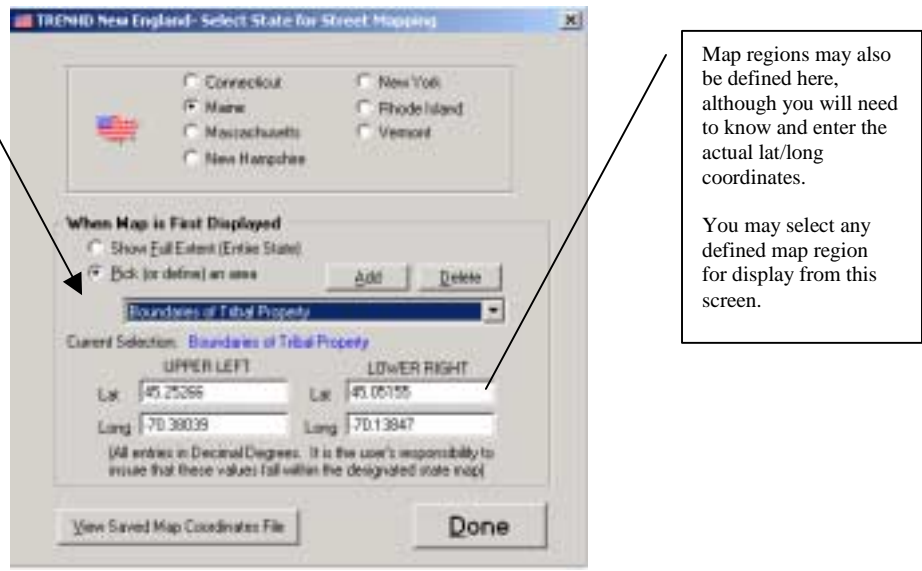 TRENHD New England- Select State for Street Mapping
Connecticut
New York
Maine
Rhode Island
Massachusetts
Vermont
New Hampshire
When Map is First Displayed
Show Full Extent (Entire State)
Pick (or define) an area
Add
Delete
Boundaries of Tribal Property
Current Selection: Boundaries of Tribal Property
UPPER LEFT
LOWER RIGHT
Lat 45.25266
Lat 45.05155
Long -70.38039
Long -70.13847
(All entries in Decimal Degrees. It is the user's responsibility to
insure that these values fall within the designated state map)
View Saved Map Coordinates File
Done
Map regions may also
be defined here,
although you will need
to know and enter the
actual lat/long
coordinates.
You may select any
defined map region
for display from this
screen.